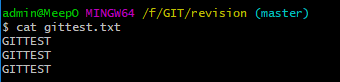 admin@MeepO MINGW64 /f/GIT/revision (master)
$ cat gittest.txt
GITTEST
GITTEST
GITTEST